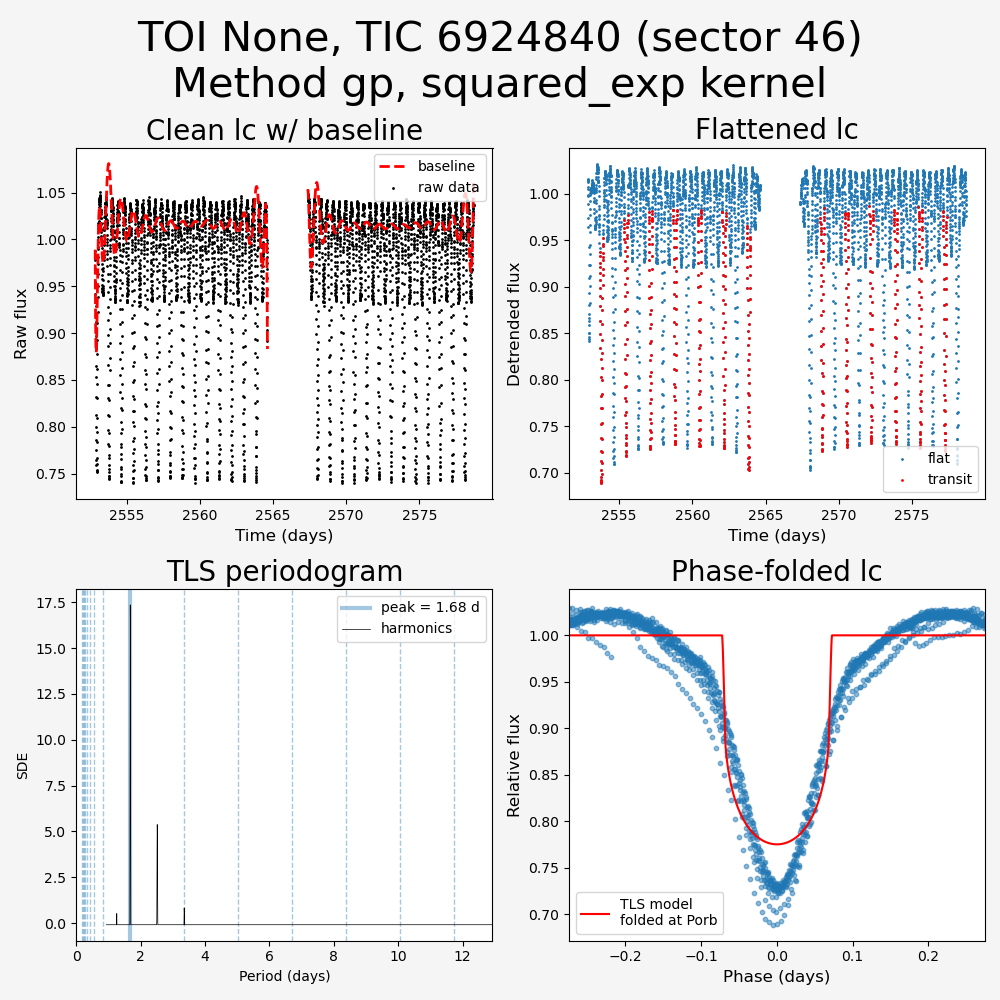 TOI None, TIC 6924840 (sector 46)
Method gp, squared_exp kernel
Clean lc w/ baseline
baseline
raw data
1.05
1.00
0.95
0.90
0.85
0.80
0.75
Raw flux
2555
2560
2565
2570
2575
Time (days)
Flattened lc
1.00
0.95
0.90
0.85
0.80
0.75
0.70
Detrended flux
flat
transit
2555
2560
2565
2570
2575
Time (days)
TLS periodogram
peak = 1.68 d
harmonics
17.5
15.0
12.5
10.0
7.5
5.0
2.5
0.0
SDE
0
2
4
6
8
10
12
Period (days)
Phase-folded lc
1.00
0.95
0.90
0.85
0.80
0.75
0.70
Relative flux
TLS model
folded at Porb
−0.2
−0.1
0.0
0.1
0.2
Phase (days)